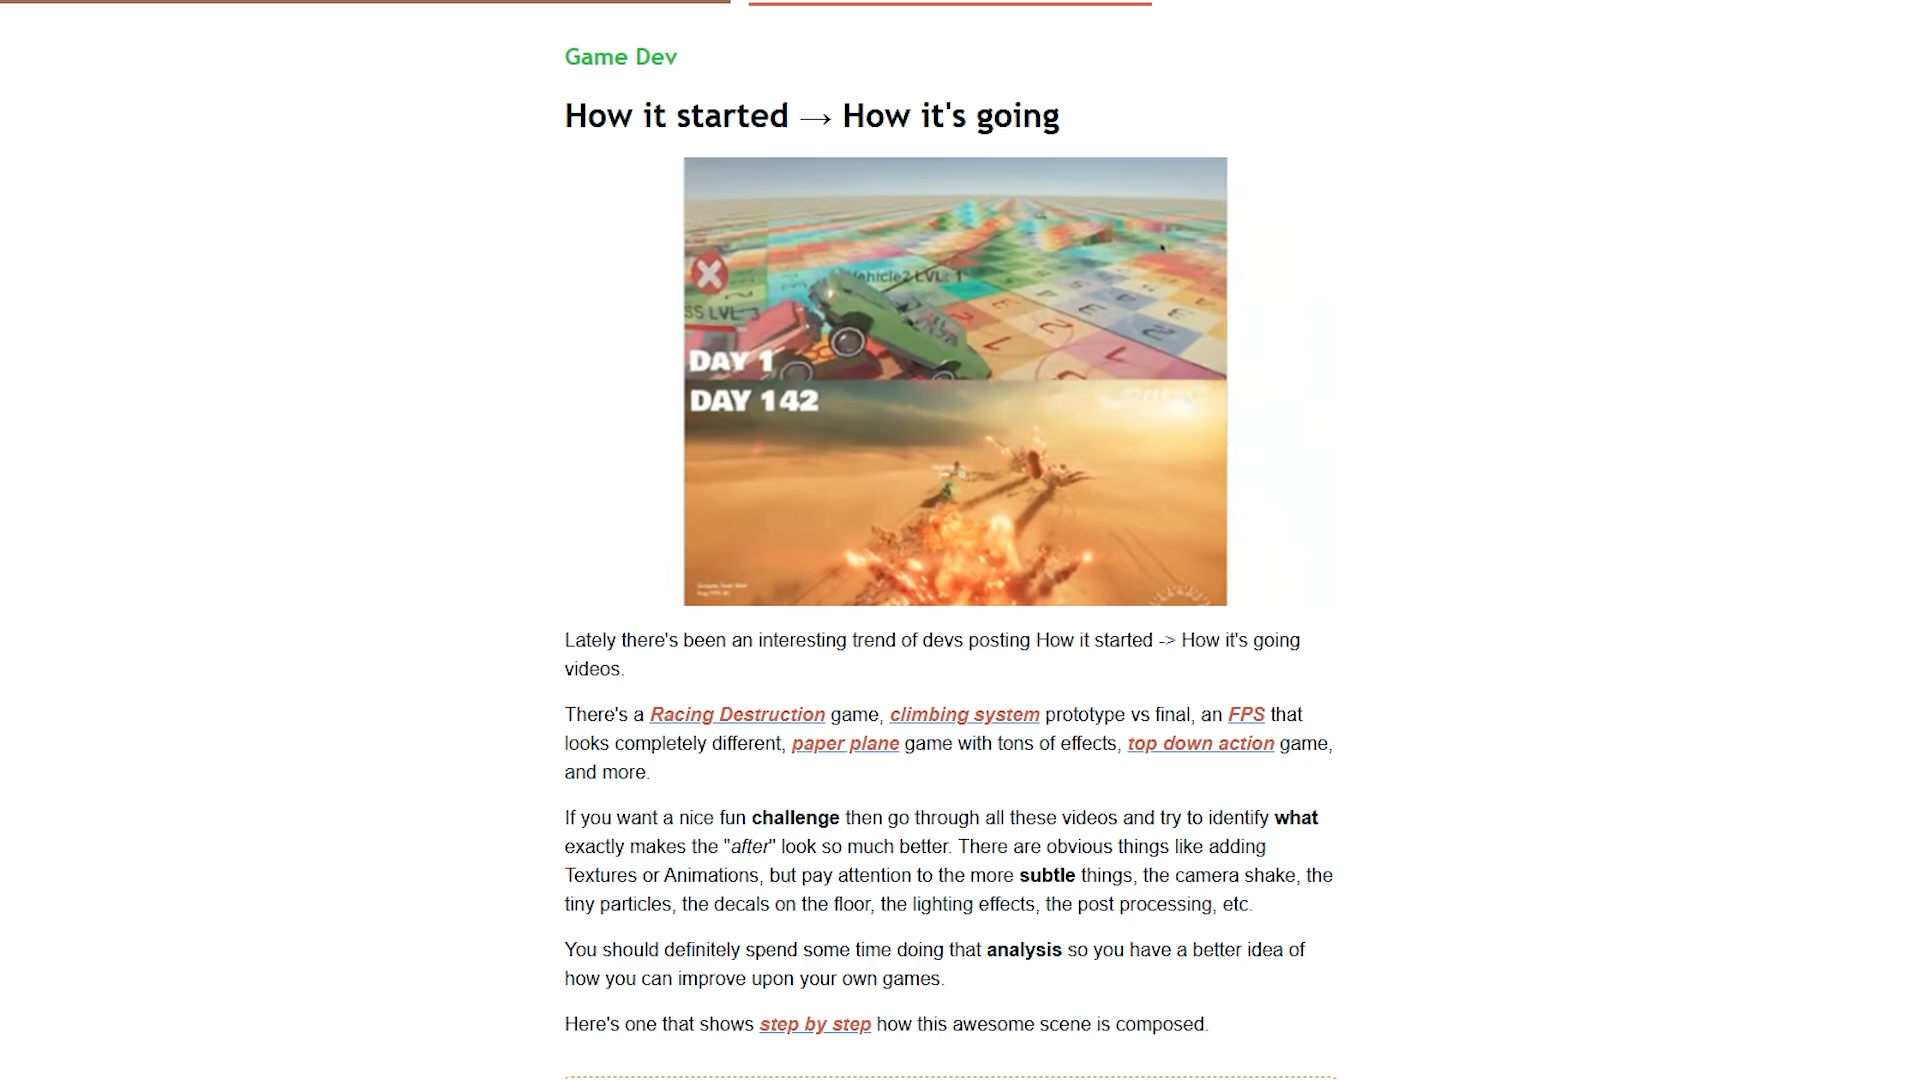 Game Dev
How it started → How it's going
Vehicle2 LVL: 1
SS LVL: 3
DAY 1
DAY 142
Lately there's been an interesting trend of devs posting How it started -> How it's going
videos.
There's a Racing Destruction game, climbing system prototype vs final, an FPS that
looks completely different, paper plane game with tons of effects, top down action game,
and more.
If you want a nice fun challenge then go through all these videos and try to identify what
exactly makes the "after" look so much better. There are obvious things like adding
Textures or Animations, but pay attention to the more subtle things, the camera shake, the
tiny particles, the decals on the floor, the lighting effects, the post processing, etc.
You should definitely spend some time doing that analysis so you have a better idea of
how you can improve upon your own games.
Here's one that shows step by step how this awesome scene is composed.